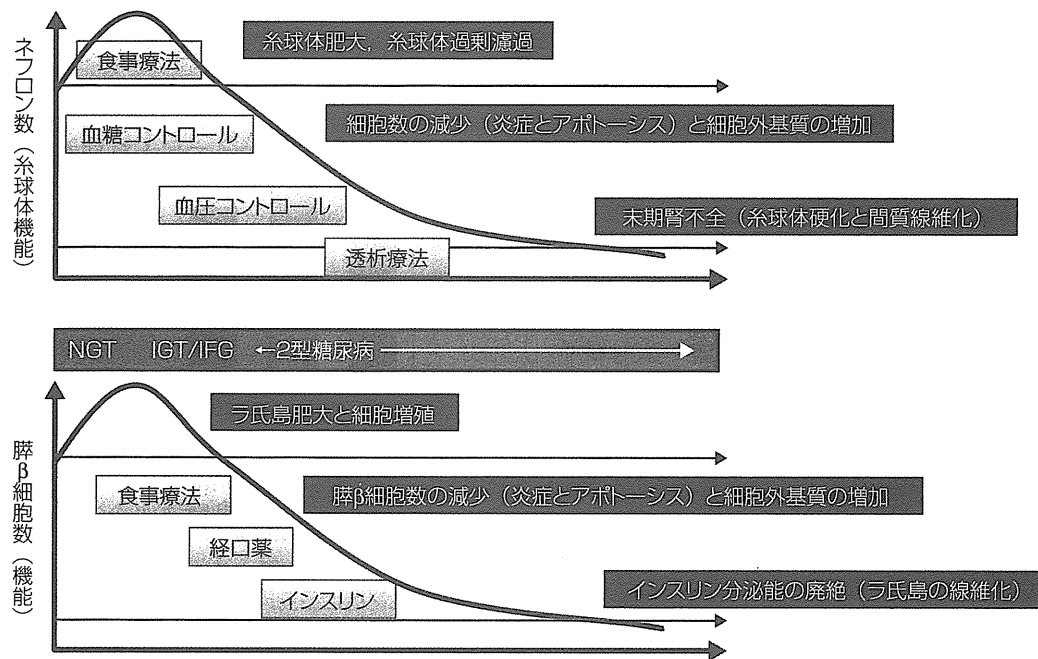 ネフロン数（糸球体機能）
糸球体肥大，糸球体過剰濾過
食事療法
血糖コントロール
細胞数の減少（炎症とアポトーシス）と細胞外基質の増加
血圧コントロール
末期腎不全（糸球体硬化と間質線維化）
透析療法
NGT IGT/IFG ←2型糖尿病→
膵β細胞数（機能）
ラ氏島肥大と細胞増殖
食事療法
膵β細胞数の減少（炎症とアポトーシス）と細胞外基質の増加
経口薬
インスリン
インスリン分泌能の廃絶（ラ氏島の線維化）